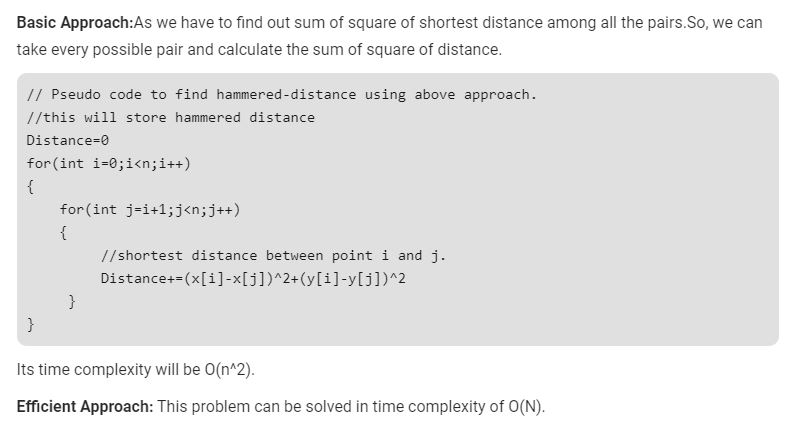 Basic Approach:As we have to find out sum of square of shortest distance among all the pairs.So, we can
take every possible pair and calculate the sum of square of distance.
// Pseudo code to find hammered-distance using above approach.
//this will store hammered distance
Distance=0
for(int i=0;i<n;i++)
{
for(int j=i+1;j<n;j++)
{
//shortest distance between point i and j.
Distance+=(x[i]-x[j])^2+(y[i]-y[j])^2
}
}
Its time complexity will be O(n^2).
Efficient Approach: This problem can be solved in time complexity of O(N).